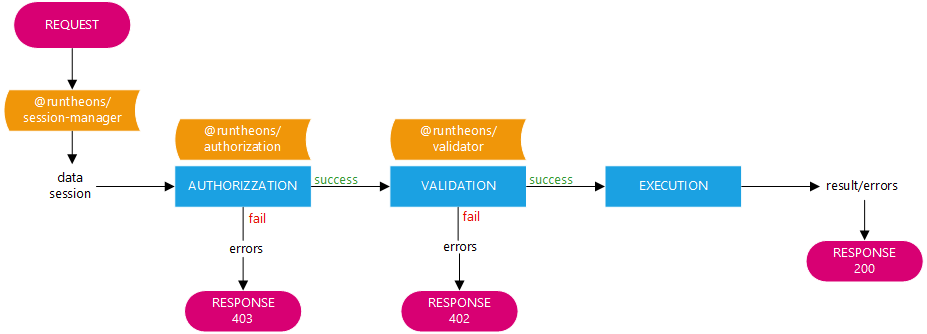 REQUEST
@runtheons/
session-manager
data
session
@runtheons/
authorization
AUTHORIZZATION
success
fail
errors
RESPONSE
403
@runtheons/
validator
VALIDATION
success
fail
errors
RESPONSE
402
EXECUTION
result/errors
RESPONSE
200